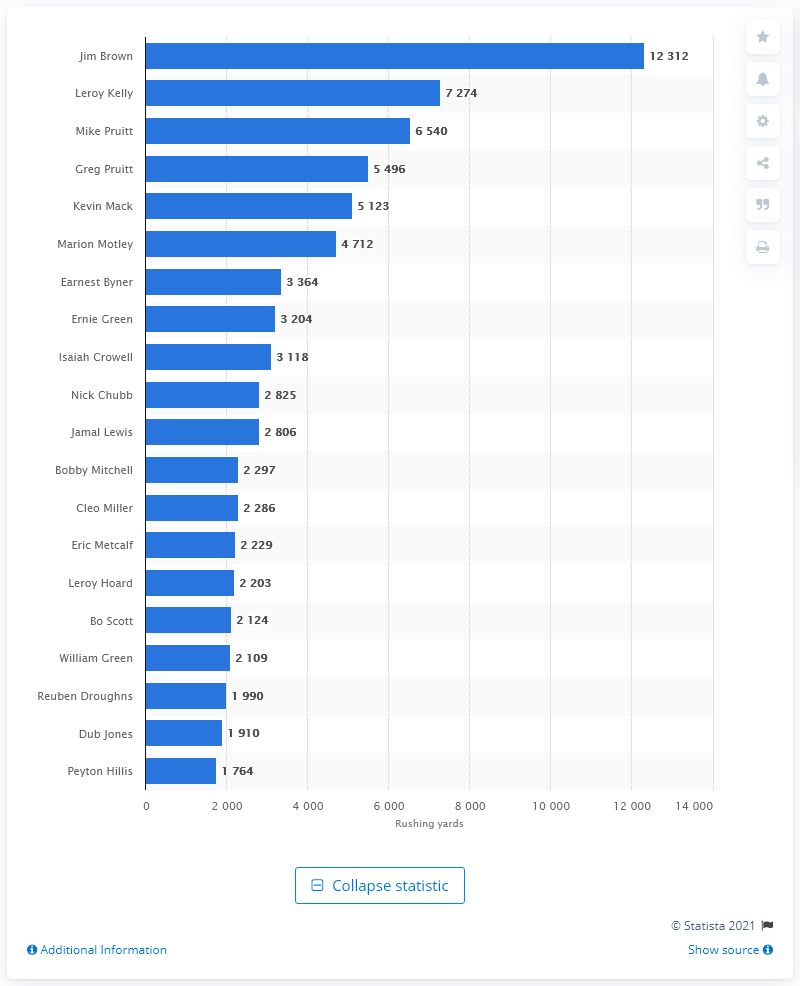 Jim Brown 12 312
Leroy Kelly 7 274
Mike Pruitt 6 540
Greg Pruitt 5 496
Kevin Mack 5 123
Marion Motley 4 712
Earnest Byner 3 364
Ernie Green 3 204
Isaiah Crowell 3 118
Nick Chubb 2 825
Jamal Lewis 2 806
Bobby Mitchell 2 297
Cleo Miller 2 286
Eric Metcalf 2 229
Leroy Hoard 2 203
Bo Scott 2 124
William Green 2 109
Reuben Droughns 1 990
Dub Jones 1 910
Peyton Hillis 1 764
0 2 000 4 000 6 000 8 000 10 000 12 000 14 000
Rushing yards
Collapse statistic
© Statista 2021
Additional Information Show source